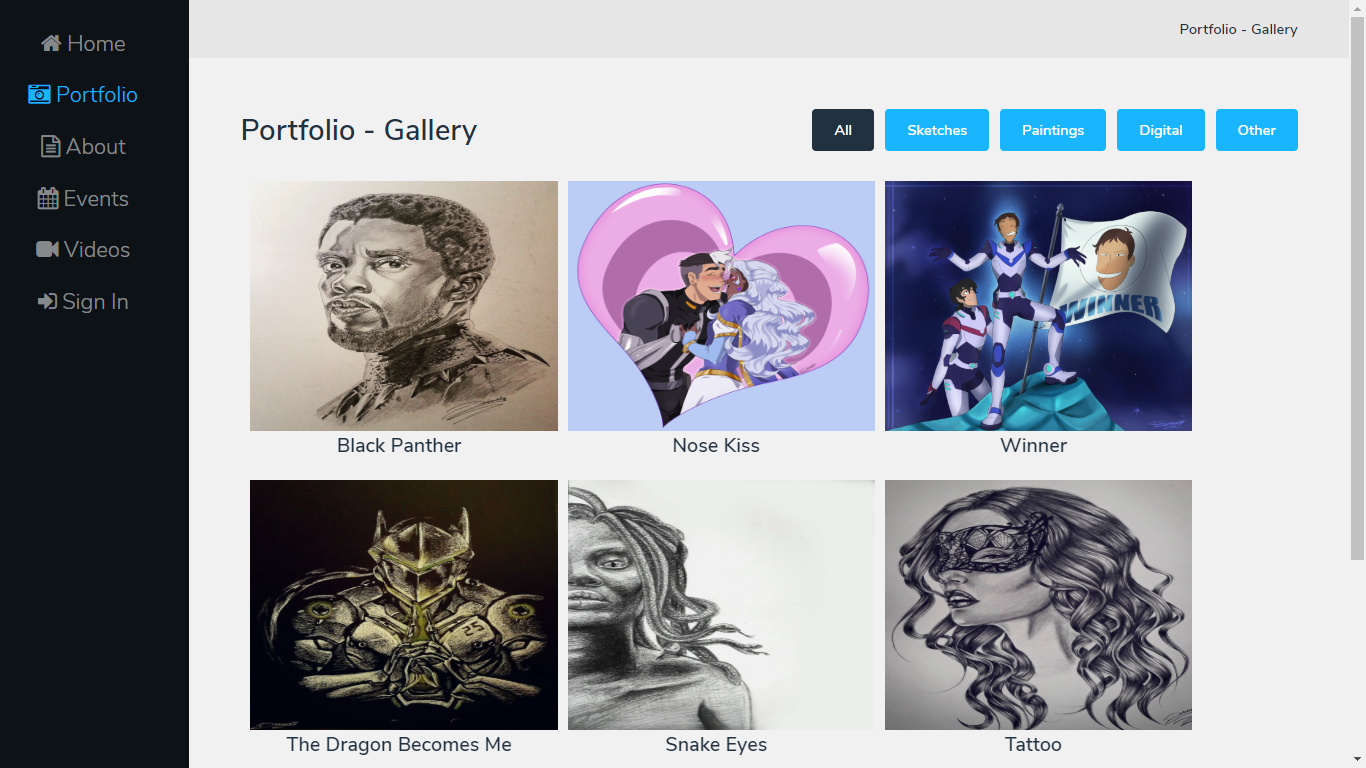 Home
Portfolio
About
Events
Videos
Sign In
Portfolio - Gallery
Portfolio - Gallery
All Sketches Paintings Digital Other
WINNER
Black Panther Nose Kiss Winner
25
The Dragon Becomes Me Snake Eyes Tattoo